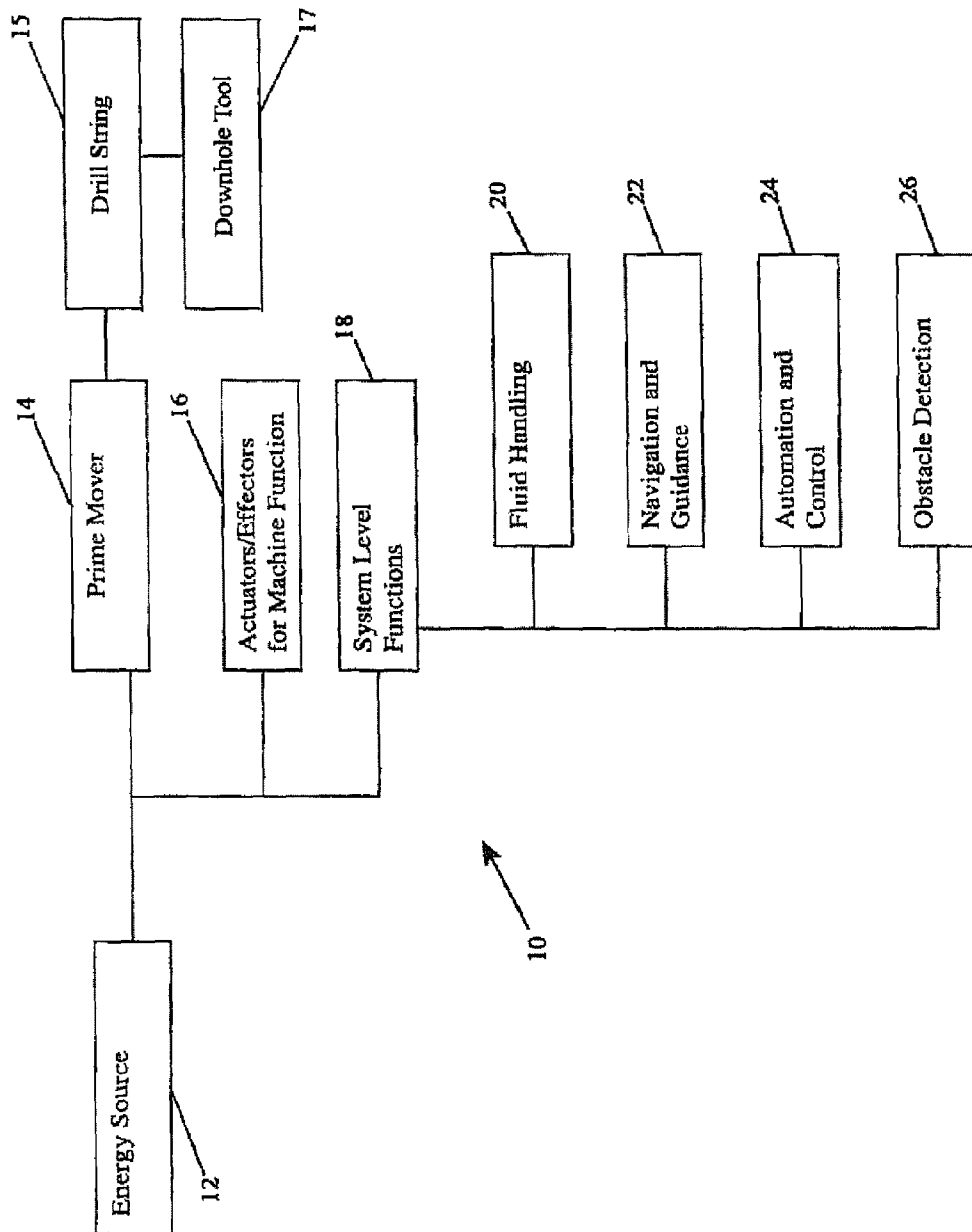 Energy Source
12
10
14
Prime Mover
15
Drill String
17
Downhole Tool
16
Actuators/Effectors
for Machine Function
18
System Level
Functions
20
Fluid Handling
22
Navigation and
Guidance
24
Automation and
Control
26
Obstacle Detection